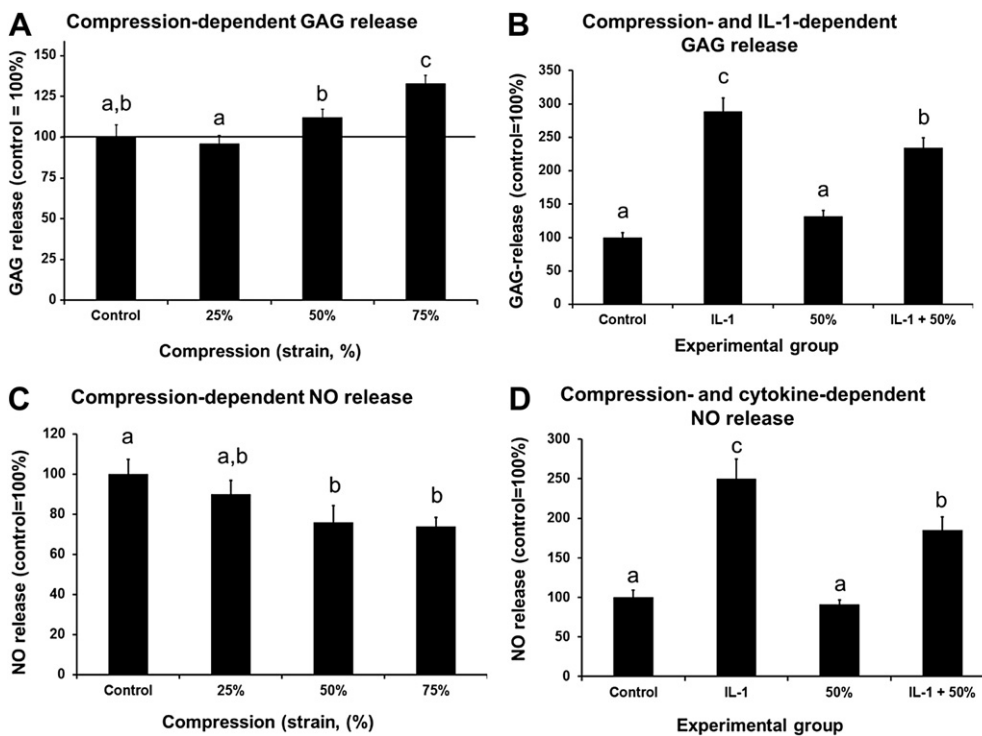 A
Compression-dependent GAG release
GAG release (control = 100%)
150
125
100
75
50
25
0
a,b
a
b
c
Control
25%
50%
75%
Compression (strain, %)
B
Compression- and IL-1-dependent
GAG release
GAG-release (control=100%)
350
300
250
200
150
100
50
0
a
c
a
b
Control
IL-1
50%
IL-1 + 50%
Experimental group
C
Compression-dependent NO release
NO release (control=100%)
120
100
80
60
40
20
0
a
a,b
b
b
Control
25%
50%
75%
Compression (strain, (%)
D
Compression- and cytokine-dependent
NO release
NO release (control=100%)
300
250
200
150
100
50
0
a
c
a
b
Control
IL-1
50%
IL-1 + 50%
Experimental group